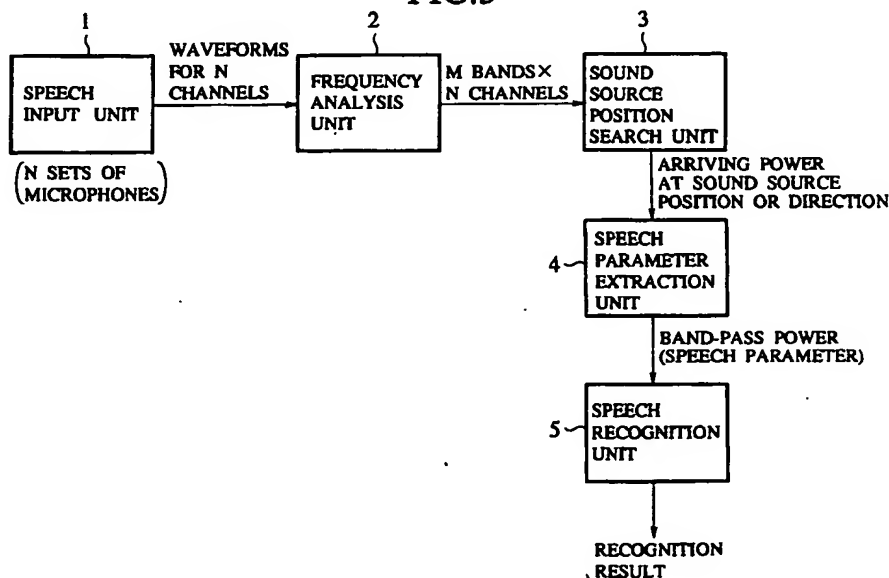 1
2
3
SPEECH
INPUT UNIT
(N SETS OF
MICROPHONES)
WAVEFORMS
FOR N
CHANNELS
FREQUENCY
ANALYSIS
UNIT
M BANDS×
N CHANNELS
SOUND
SOURCE
POSITION
SEARCH UNIT
ARRIVING POWER
AT SOUND SOURCE
POSITION OR DIRECTION
4
SPEECH
PARAMETER
EXTRACTION
UNIT
BAND-PASS POWER
(SPEECH PARAMETER)
5
SPEECH
RECOGNITION
UNIT
RECOGNITION
RESULT